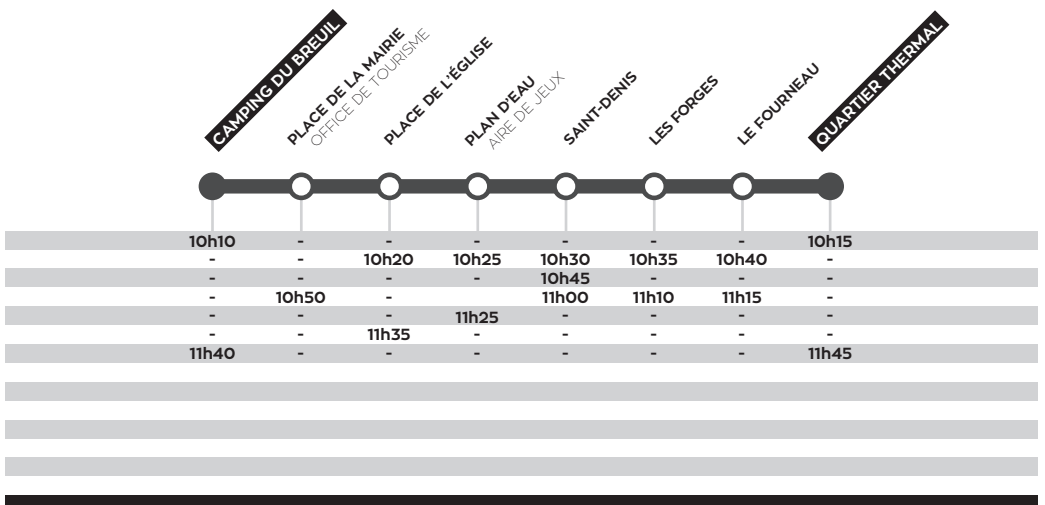 CAMPING DU BREUIL
PLACE DE LA MAIRIE
OFFICE DE TOURISME
PLACE DE L'ÉGLISE
PLAN D'EAU
AIRE DE JEUX
SAINT-DENIS
LES FORGES
LE FOURNEAU
QUARTIER THERMAL
10h10 - - - - - - 10h15
- - 10h20 10h25 10h30 10h35 10h40 -
- - - - 10h45 - - -
- 10h50 - 11h00 11h10 11h15 -
- - - 11h25 - - - -
- - 11h35 - - - - -
11h40 - - - - - - 11h45